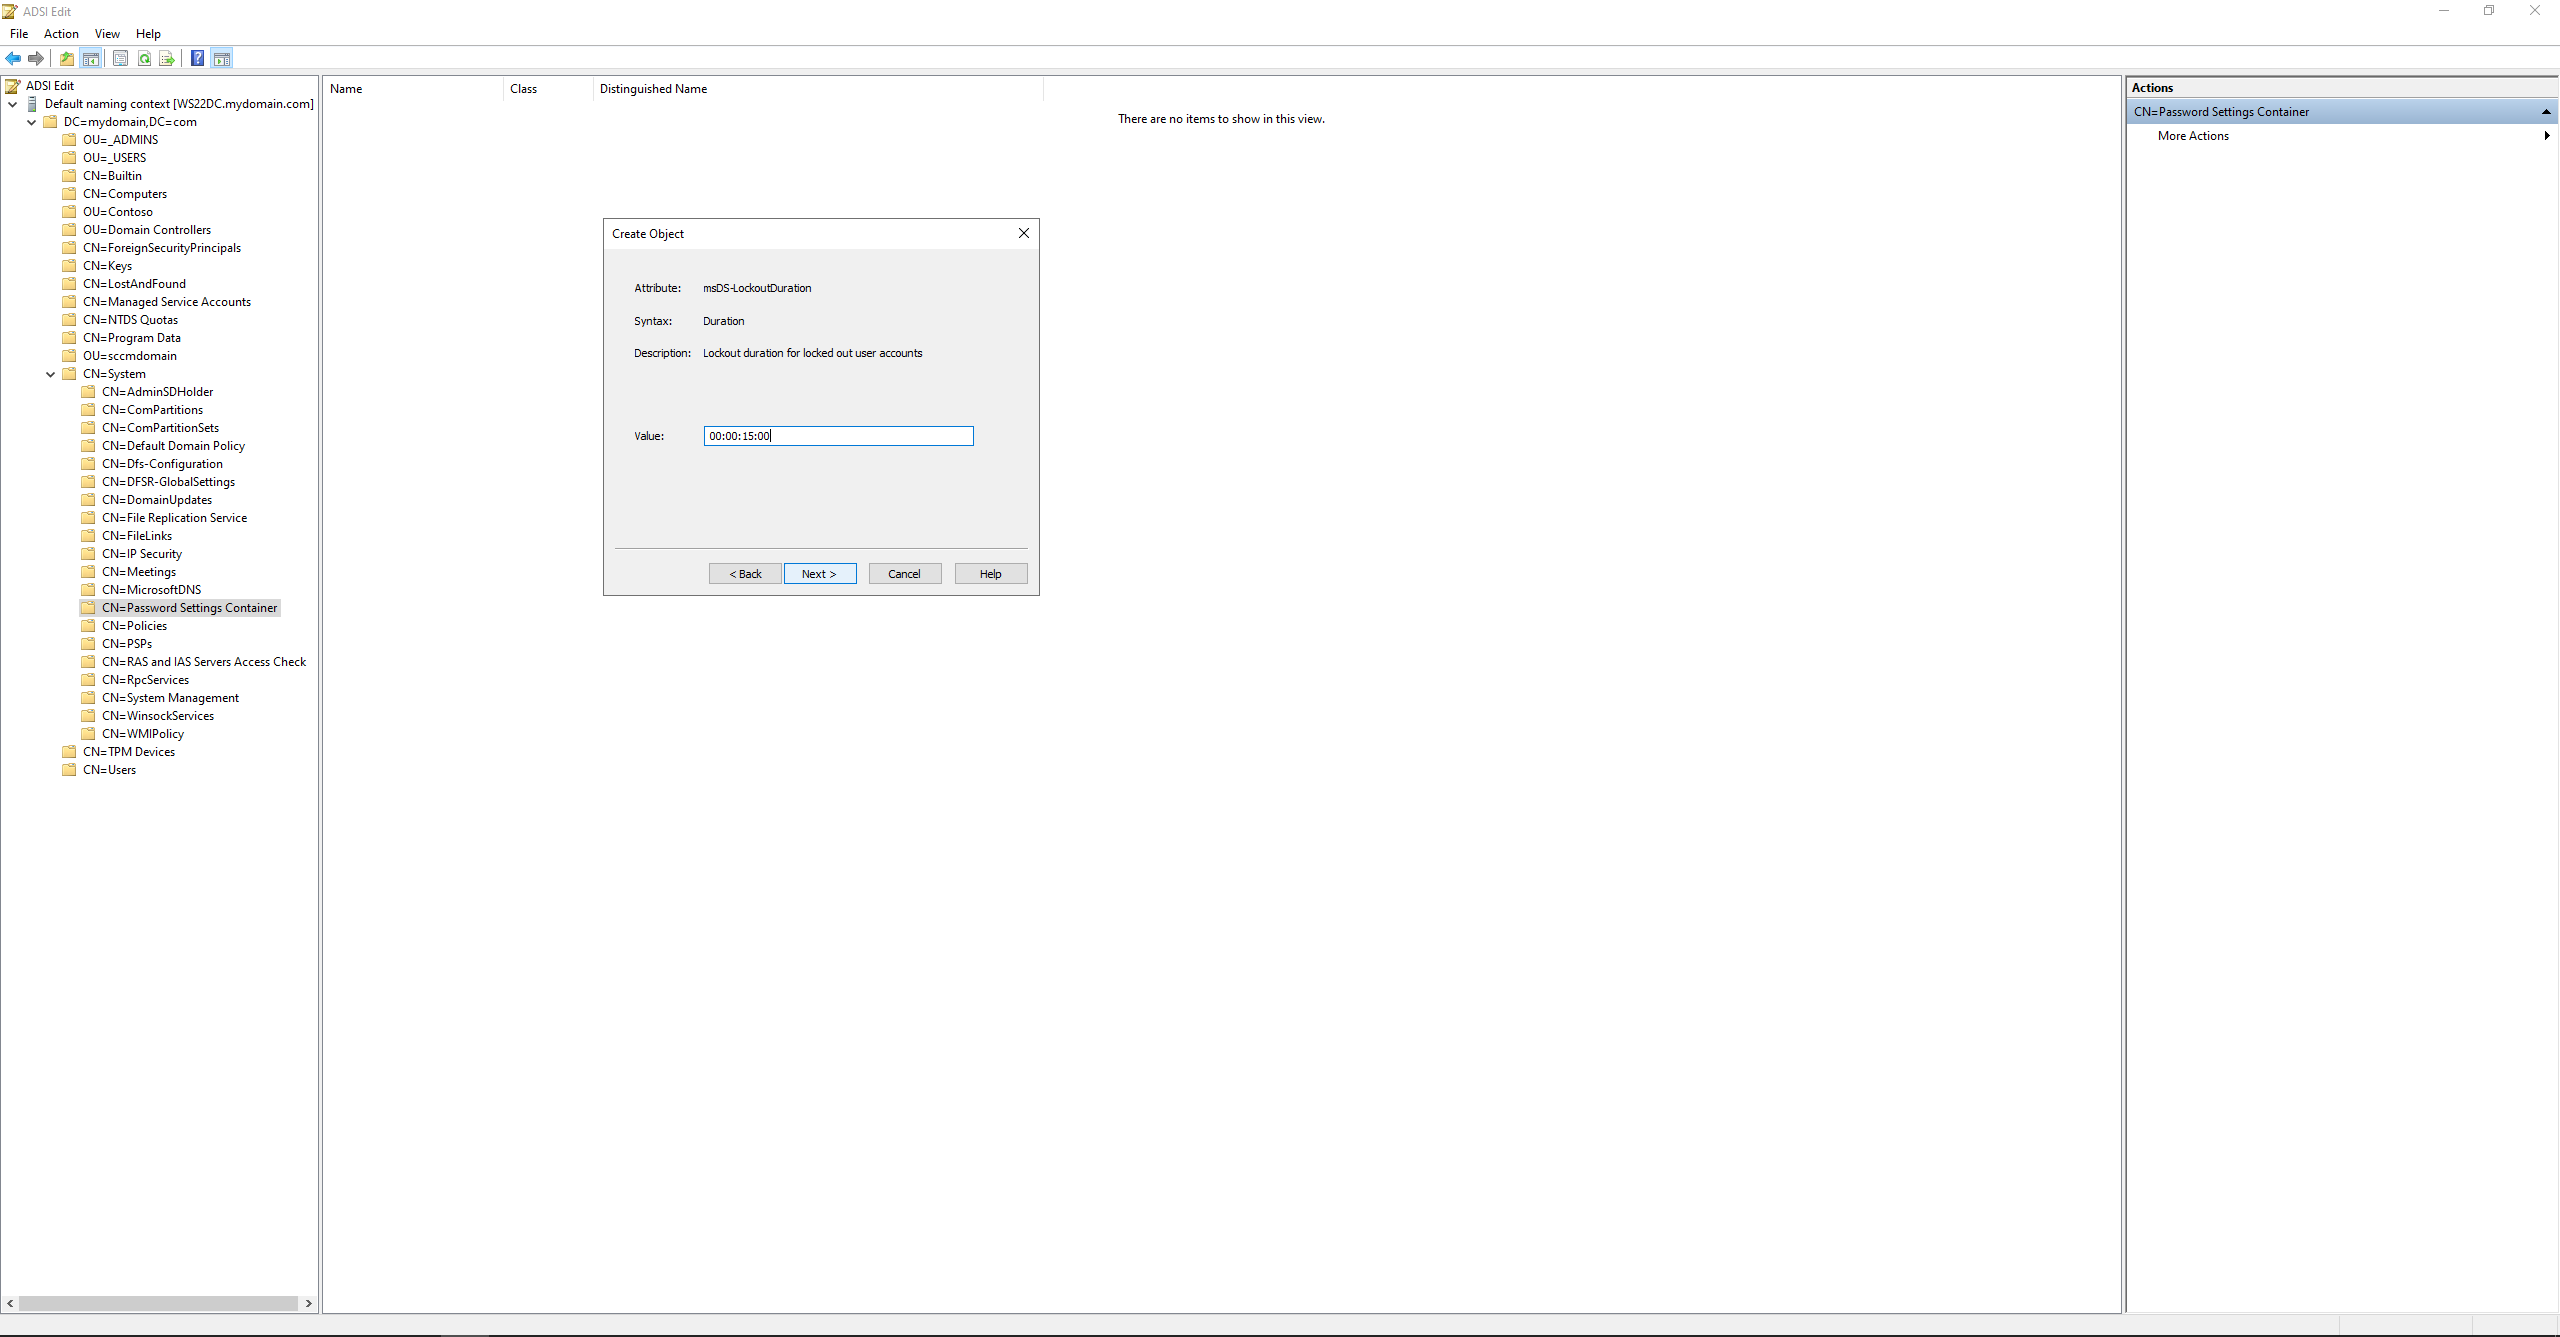 ADSI Edit
File Action View Help
ADSI Edit
Default naming context [WS22DC.mydomain.com]
DC=mydomain,DC=com
OU=_ADMINS
OU=_USERS
CN=Builtin
CN=Computers
OU=Contoso
OU=Domain Controllers
CN=ForeignSecurityPrincipals
CN=Keys
CN=LostAndFound
CN=Managed Service Accounts
CN=NTDS Quotas
CN=Program Data
OU=sccmdomain
CN=System
CN=AdminSDHolder
CN=ComPartitions
CN=ComPartitionSets
CN=Default Domain Policy
CN=Dfs-Configuration
CN=DFSR-GlobalSettings
CN=DomainUpdates
CN=File Replication Service
CN=FileLinks
CN=IP Security
CN=Meetings
CN=MicrosoftDNS
CN=Password Settings Container
CN=Policies
CN=PSPs
CN=RAS and IAS Servers Access Check
CN=RpcServices
CN=System Management
CN=WinsockServices
CN=WMIPolicy
CN=TPM Devices
CN=Users
Name Class Distinguished Name
There are no items to show in this view.
Create Object
Attribute: msDS-LockoutDuration
Syntax: Duration
Description: Lockout duration for locked out user accounts
Value: 00:00:15:00
< Back Next > Cancel Help
Actions
CN=Password Settings Container
More Actions